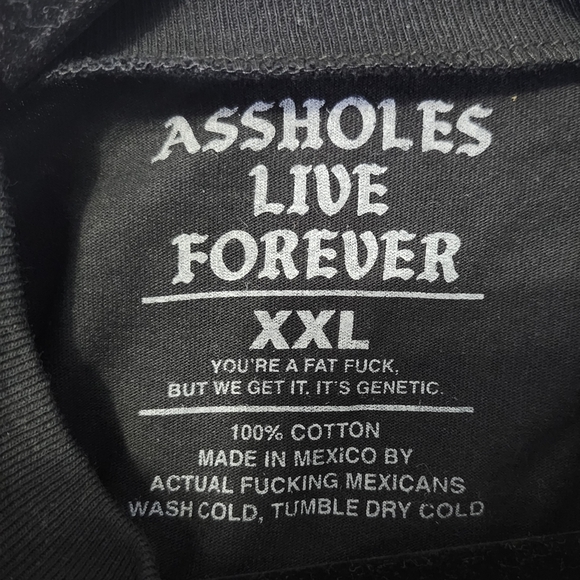 ASSHOLES
LIVE
FOREVER
XXL
YOU'RE A FAT FUCK,
BUT WE GET IT. IT'S GENETIC.
100% COTTON
MADE IN MEXICO BY
ACTUAL FUCKING MEXICANS
WASH COLD, TUMBLE DRY COLD